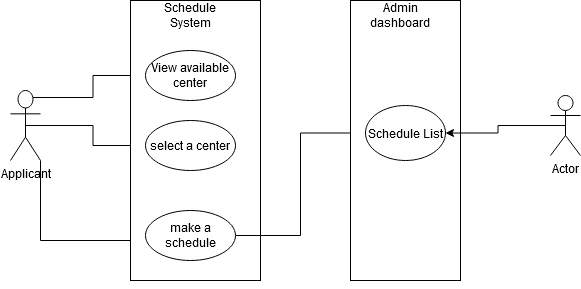 Schedule
System
Admin
dashboard
View available
center
select a center
Schedule List
Applicant
Actor
make a
schedule